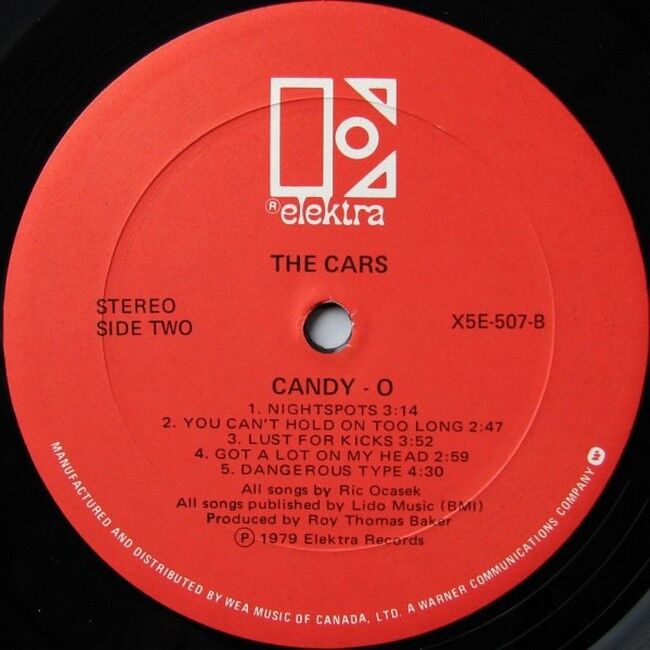 ® elektra
THE CARS
STEREO
SIDE TWO
X5E-507-B
CANDY - O
1. NIGHTSPOTS 3:14
2. YOU CAN'T HOLD ON TOO LONG 2:47
3. LUST FOR KICKS 3:52
4. GOT A LOT ON MY HEAD 2:59
5. DANGEROUS TYPE 4:30
All songs by Ric Ocasek
All songs published by Lido Music (BMI)
Produced by Roy Thomas Baker
℗ 1979 Elektra Records
MANUFACTURED AND DISTRIBUTED BY WEA MUSIC OF CANADA, LTD. A WARNER COMMUNICATIONS COMPANY